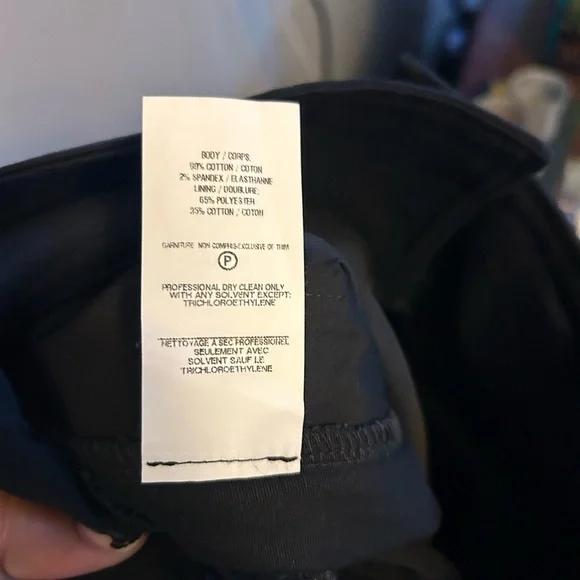 BODY / CORPS:
98% COTTON / COTON
2% SPANDEX / ELASTHANNE
LINING / DOUBLURE:
65% POLYESTER
35% COTTON / COTON
GARNITURE NON COMPRIS-EXCLUSIVE OF TRIM
P
PROFESSIONAL DRY CLEAN ONLY
WITH ANY SOLVENT EXCEPT:
TRICHLOROETHYLENE
NETTOYAGE A SEC PROFESSIONEL
SEULEMENT AVEC
SOLVENT SAUF LE
TRICHLOROETHYLENE